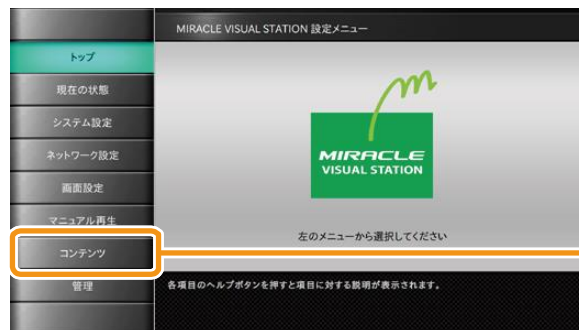 MIRACLE VISUAL STATION 設定メニュー
トップ
現在の状態
システム設定
ネットワーク設定
画面設定
マニュアル再生
コンテンツ
管理
m
MIRACLE
VISUAL STATION
左のメニューから選択してください
各項目のヘルプボタンを押すと項目に対する説明が表示されます。